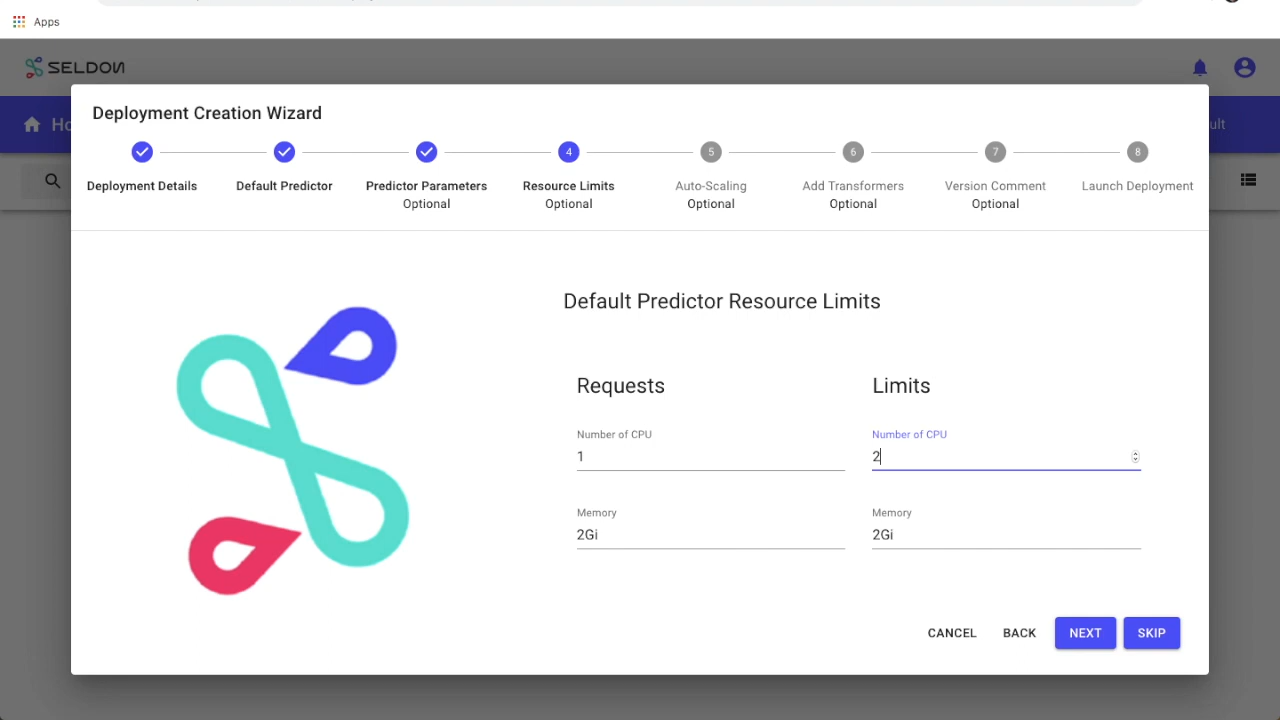 Apps
SELDON
Ho
ult
Deployment Creation Wizard
4
5
6
7
8
Deployment Details
Default Predictor
Predictor Parameters
Optional
Resource Limits
Optional
Auto-Scaling
Optional
Add Transformers
Optional
Version Comment
Optional
Launch Deployment
Default Predictor Resource Limits
Requests
Limits
Number of CPU
Number of CPU
1
2
Memory
Memory
2Gi
2Gi
CANCEL
BACK
NEXT
SKIP